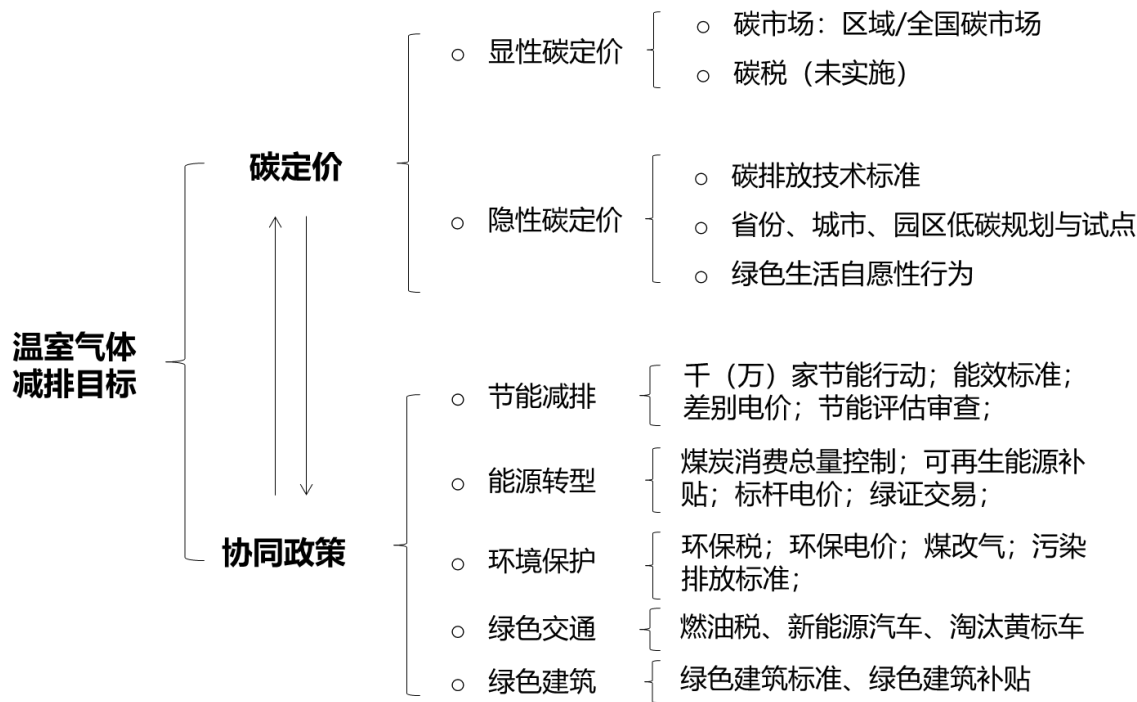 温室气体
减排目标
碳定价
显性碳定价
碳市场：区域/全国碳市场
碳税（未实施）
隐性碳定价
碳排放技术标准
省份、城市、园区低碳规划与试点
绿色生活自愿性行为
协同政策
节能减排
千（万）家节能行动；能效标准；
差别电价；节能评估审查；
能源转型
煤炭消费总量控制；可再生能源补
贴；标杆电价；绿证交易；
环境保护
环保税；环保电价；煤改气；污染
排放标准；
绿色交通
燃油税、新能源汽车、淘汰黄标车
绿色建筑
绿色建筑标准、绿色建筑补贴